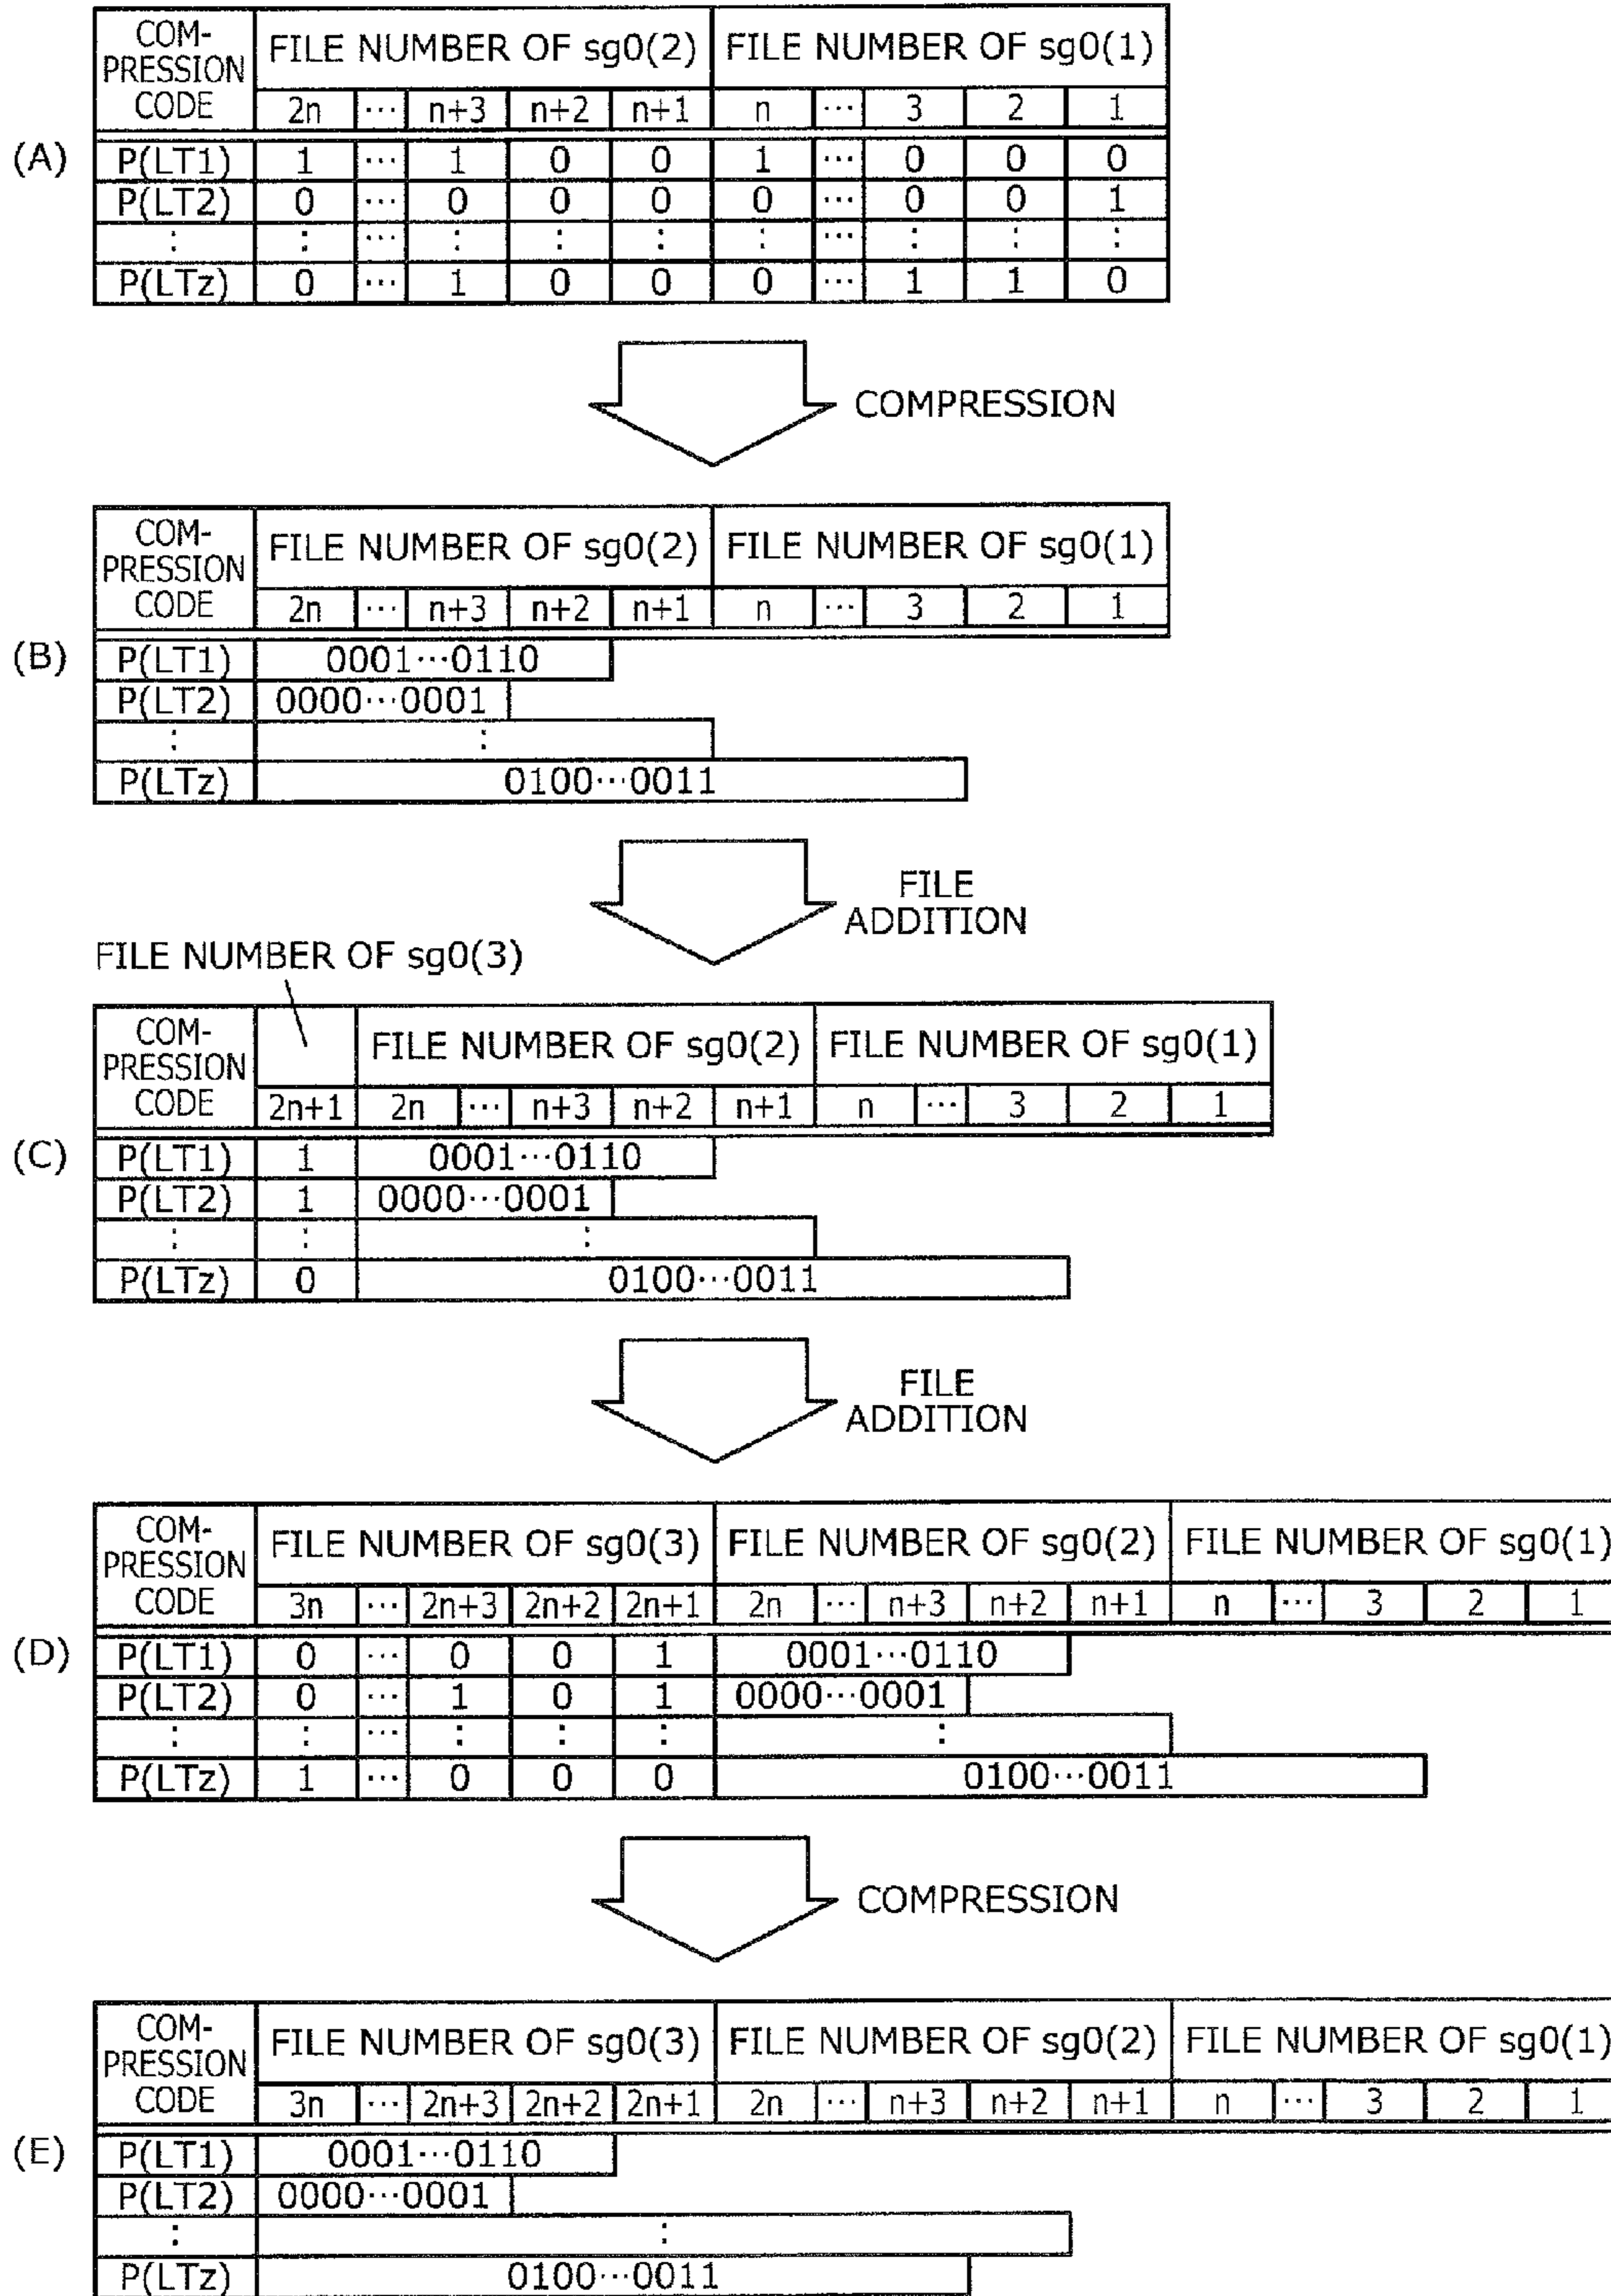 COM-
PRESSION
CODE
FILE NUMBER OF sg0(2) FILE NUMBER OF sg0(1)
2n ... n+3 n+2 n+1 n ... 3 2 1
(A)
P(LT1) 1 ... 1 0 0 1 ... 0 0 0
P(LT2) 0 ... 0 0 0 0 ... 0 0 1
: : ... : : : : ... : : :
P(LTz) 0 ... 1 0 0 0 ... 1 1 0
COMPRESSION
COM-
PRESSION
CODE
FILE NUMBER OF sg0(2) FILE NUMBER OF sg0(1)
2n ... n+3 n+2 n+1 n ... 3 2 1
(B)
P(LT1) 0001...0110
P(LT2) 0000...0001
: :
P(LTz) 0100...0011
FILE
ADDITION
FILE NUMBER OF sg0(3)
COM-
PRESSION
CODE
FILE NUMBER OF sg0(2) FILE NUMBER OF sg0(1)
2n+1 2n ... n+3 n+2 n+1 n ... 3 2 1
(C)
P(LT1) 1 0001...0110
P(LT2) 1 0000...0001
: : :
P(LTz) 0 0100...0011
FILE
ADDITION
COM-
PRESSION
CODE
FILE NUMBER OF sg0(3) FILE NUMBER OF sg0(2) FILE NUMBER OF sg0(1)
3n ... 2n+3 2n+2 2n+1 2n ... n+3 n+2 n+1 n ... 3 2 1
(D)
P(LT1) 0 ... 0 0 1 0001...0110
P(LT2) 0 ... 1 0 1 0000...0001
: : ... : : : :
P(LTz) 1 ... 0 0 0 0100...0011
COMPRESSION
COM-
PRESSION
CODE
FILE NUMBER OF sg0(3) FILE NUMBER OF sg0(2) FILE NUMBER OF sg0(1)
3n ... 2n+3 2n+2 2n+1 2n ... n+3 n+2 n+1 n ... 3 2 1
(E)
P(LT1) 0001...0110
P(LT2) 0000...0001
: :
P(LTz) 0100...0011